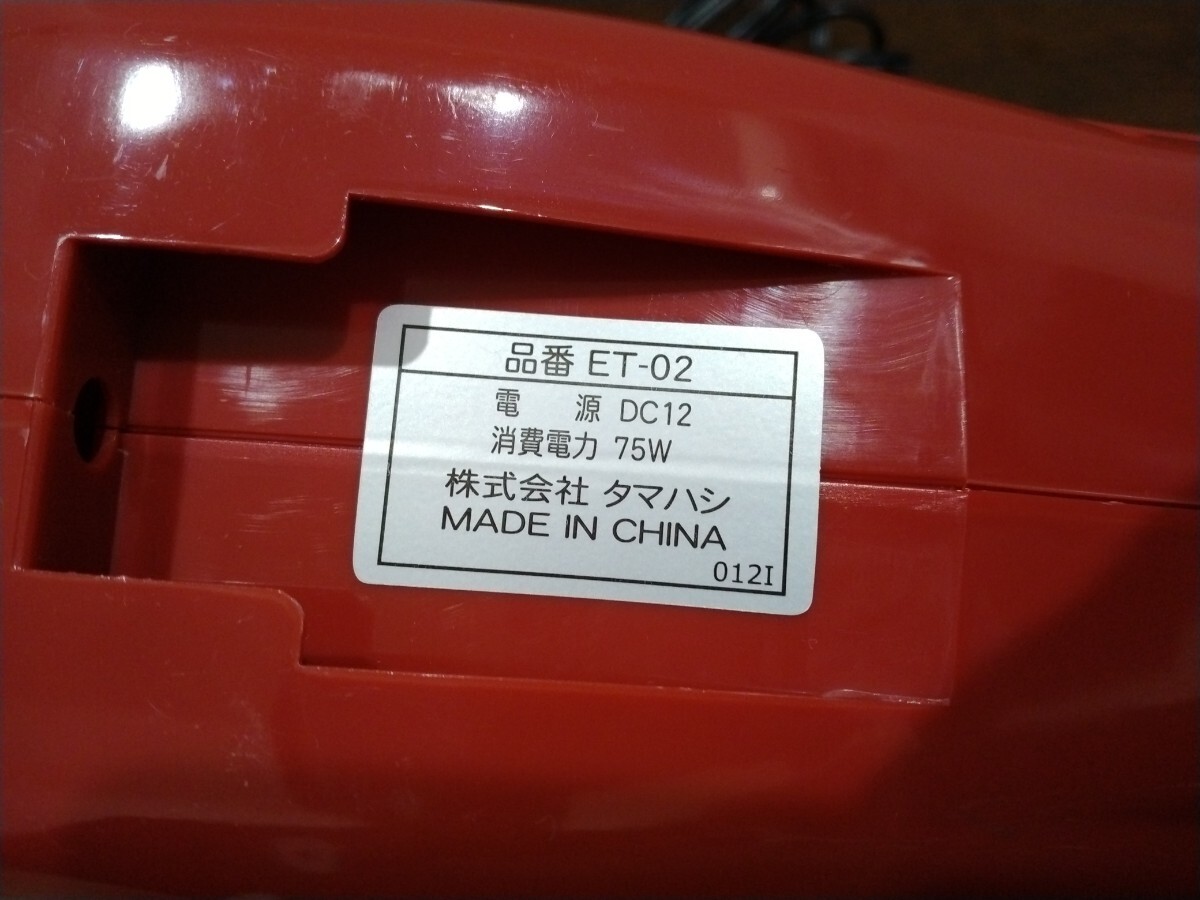 品番 ET-02
電　源 DC12
消費電力 75W
株式会社 タマハシ
MADE IN CHINA
012I